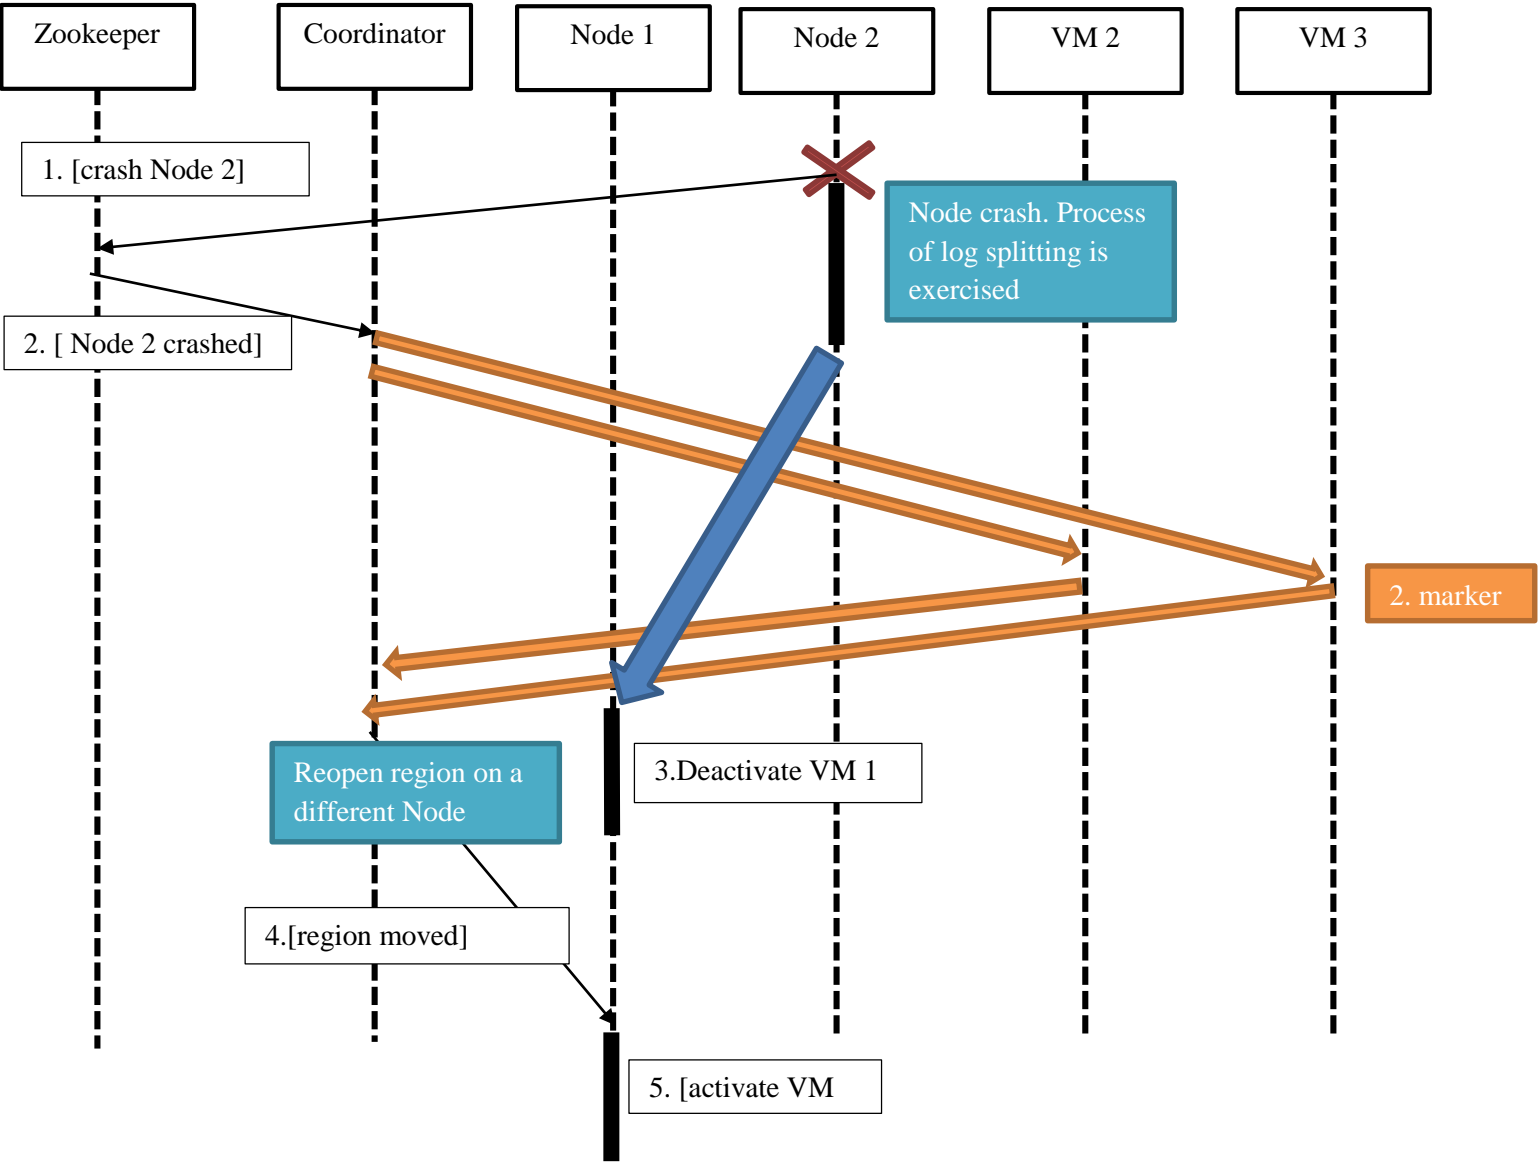 Zookeeper
Coordinator
Node 1
Node 2
VM 2
VM 3
1. [crash Node 2]
Node crash. Process
of log splitting is
exercised
2. [ Node 2 crashed]
2. marker
Reopen region on a
different Node
3.Deactivate VM 1
4.[region moved]
5. [activate VM